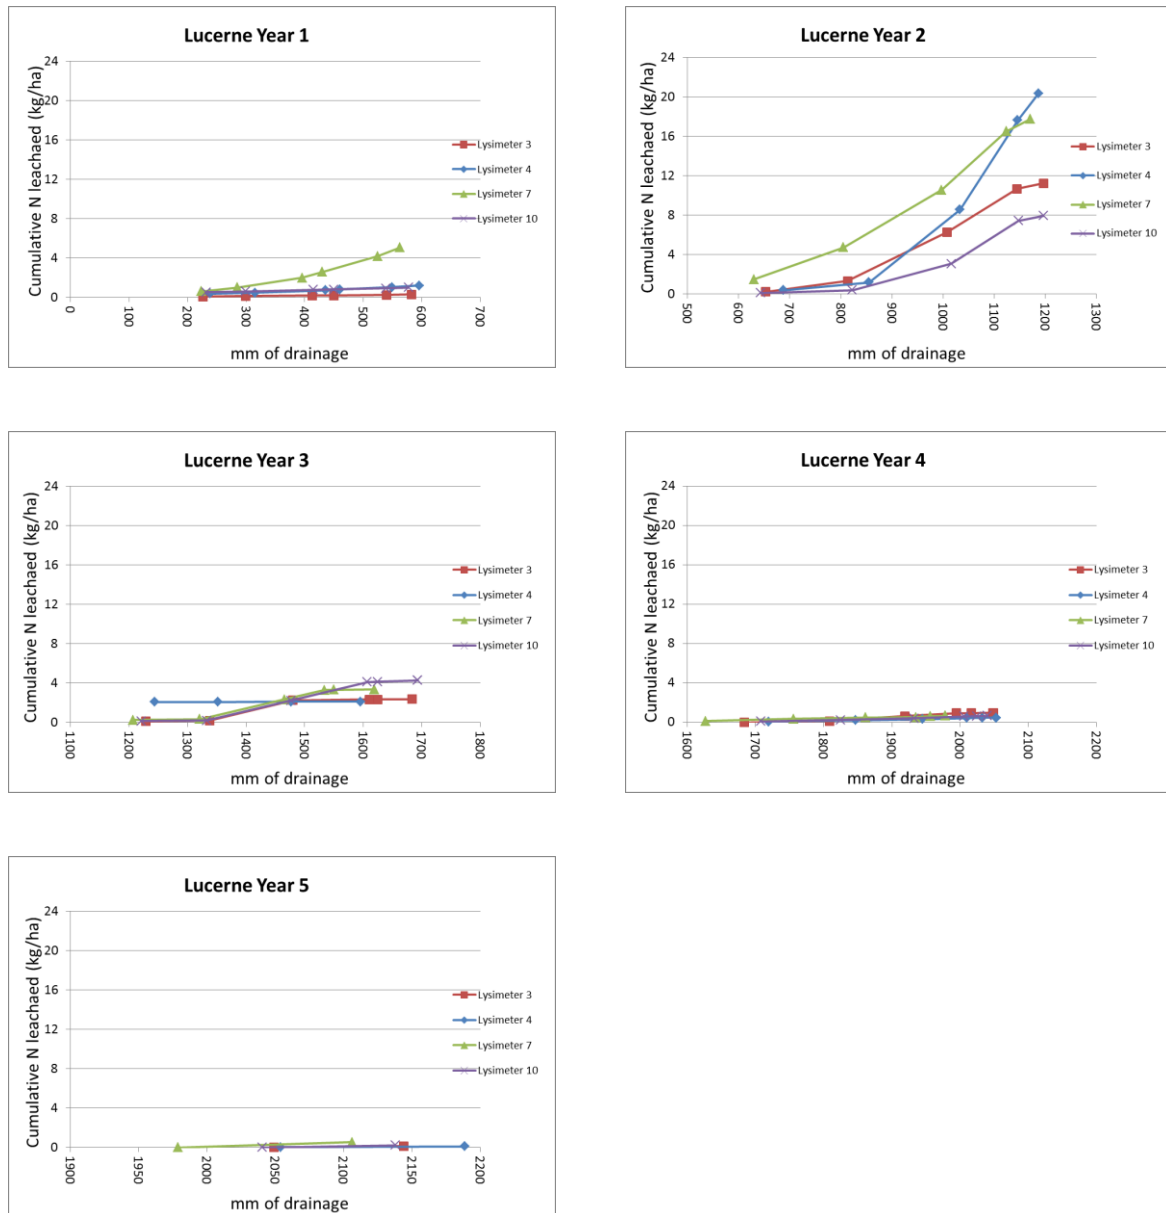 Lucerne Year 1
Cumulative N leachaed (kg/ha)
24
20
16
12
8
4
0
0
100
200
300
400
500
600
700
mm of drainage
Lysimeter 3
Lysimeter 4
Lysimeter 7
Lysimeter 10
Lucerne Year 2
Cumulative N leachaed (kg/ha)
24
20
16
12
8
4
0
500
600
700
800
900
1000
1100
1200
1300
mm of drainage
Lysimeter 3
Lysimeter 4
Lysimeter 7
Lysimeter 10
Lucerne Year 3
Cumulative N leachaed (kg/ha)
24
20
16
12
8
4
0
1100
1200
1300
1400
1500
1600
1700
1800
mm of drainage
Lysimeter 3
Lysimeter 4
Lysimeter 7
Lysimeter 10
Lucerne Year 4
Cumulative N leachaed (kg/ha)
24
20
16
12
8
4
0
1600
1700
1800
1900
2000
2100
2200
mm of drainage
Lysimeter 3
Lysimeter 4
Lysimeter 7
Lysimeter 10
Lucerne Year 5
Cumulative N leachaed (kg/ha)
24
20
16
12
8
4
0
1900
1950
2000
2050
2100
2150
2200
mm of drainage
Lysimeter 3
Lysimeter 4
Lysimeter 7
Lysimeter 10